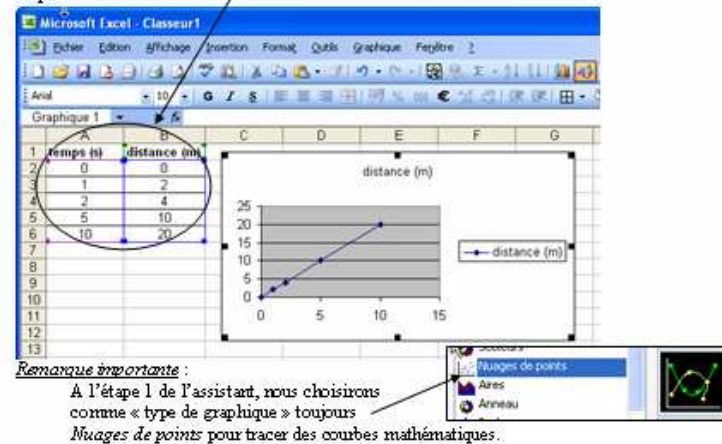 Microsoft Excel - Classeur1
Fichier Edition Affichage Insertion Format Outils Graphique Fenêtre ?
Arial 10 G I S
Graphique 1 fx
A B C D E F G
1 temps (s) distance (m)
2 0 0
3 1 2
4 2 4
5 5 10
6 10 20
7
8
9
10
11
12
13
distance (m)
25
20
15
10
5
0
0 5 10 15
distance (m)
Remarque importante :
A l'étape 1 de l'assistant, nous choisirons
comme « type de graphique » toujours
Nuages de points pour tracer des courbes mathématiques.
Nuages de points
Aires
Anneau